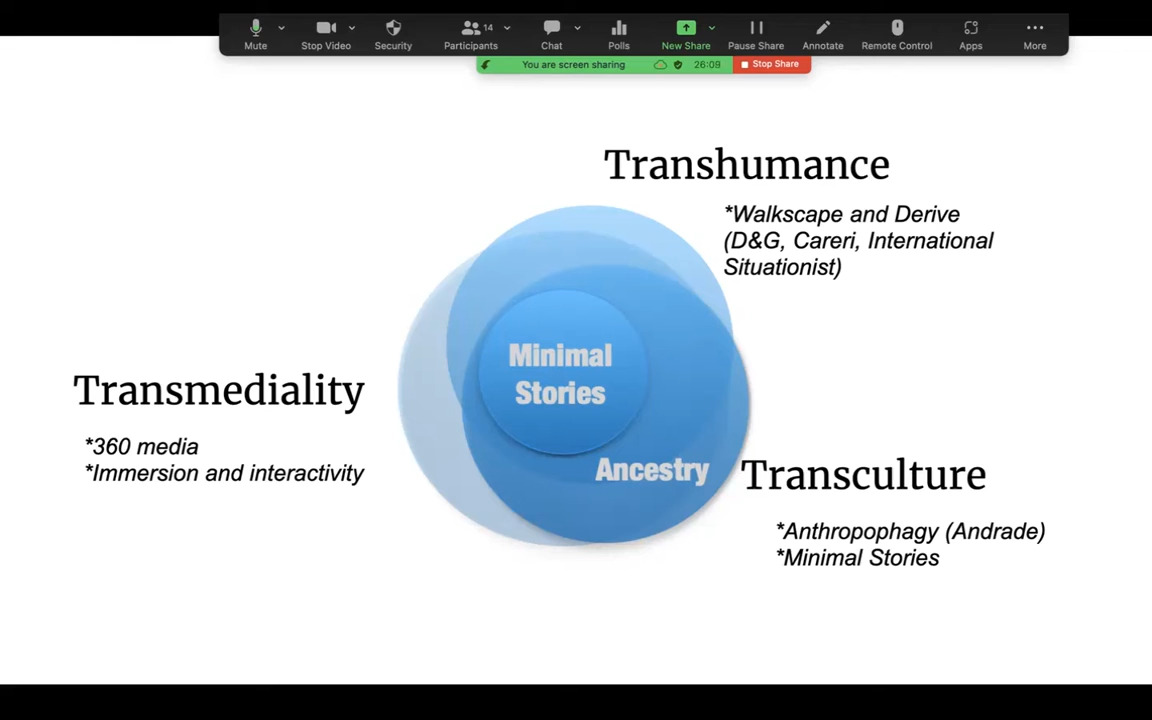 Mute
Stop Video
Security
14
Participants
Chat
Polls
New Share
Pause Share
Annotate
Remote Control
Apps
More
You are screen sharing
26:09
Stop Share
Transhumance
*Walkscape and Derive
(D&G, Careri, International
Situationist)
Minimal
Stories
Transmediality
*360 media
*Immersion and interactivity
Ancestry
Transculture
*Anthropophagy (Andrade)
*Minimal Stories